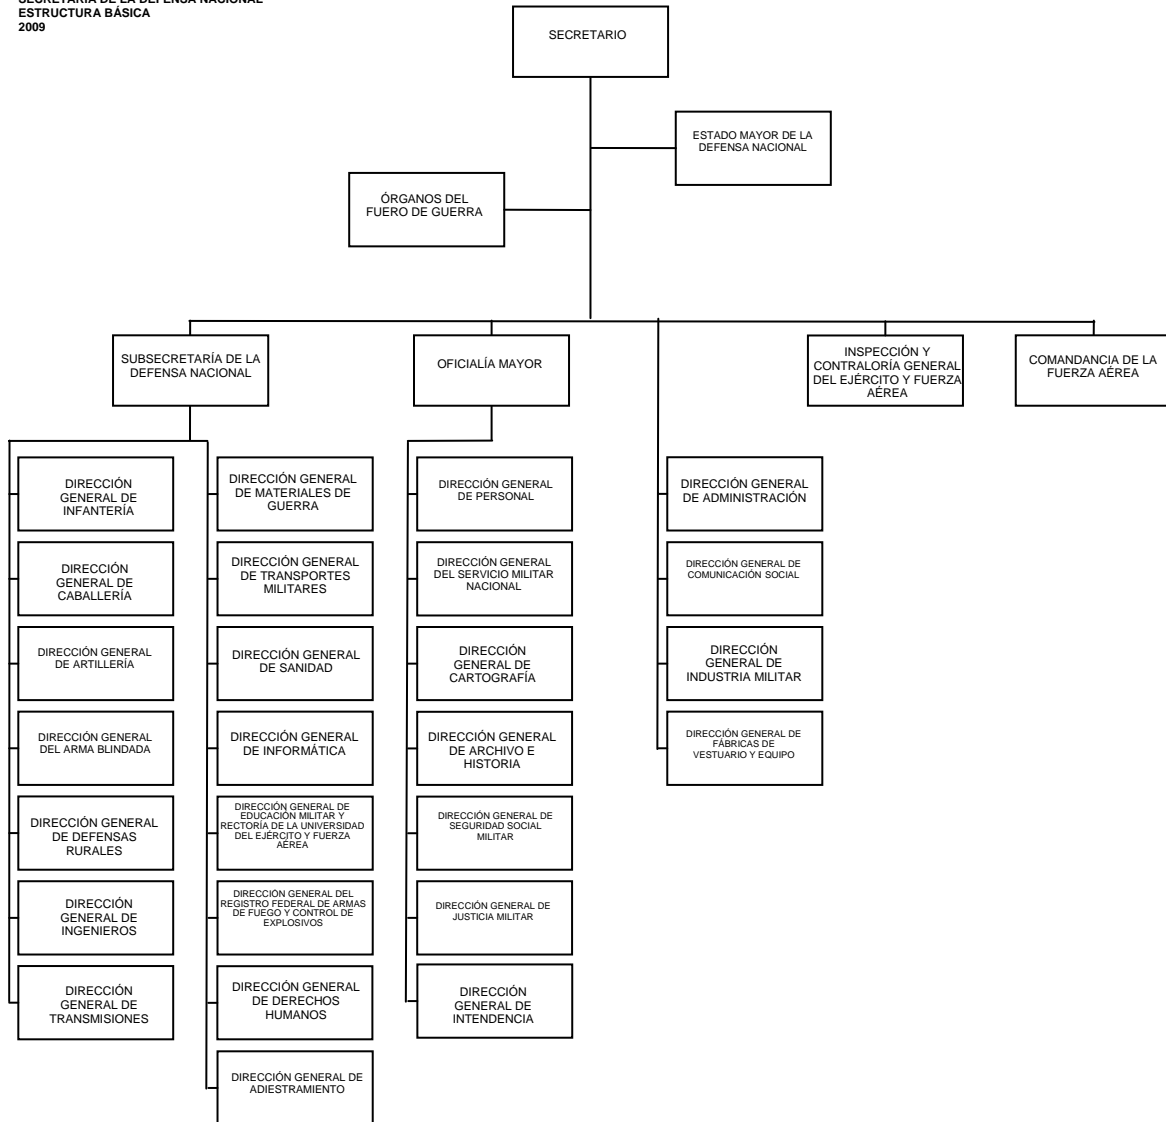 SECRETARÍA DE LA DEFENSA NACIONAL
ESTRUCTURA BÁSICA
2009
SECRETARIO
ESTADO MAYOR DE LA
DEFENSA NACIONAL
ÓRGANOS DEL
FUERO DE GUERRA
SUBSECRETARÍA DE LA
DEFENSA NACIONAL
OFICIALÍA MAYOR
INSPECCIÓN Y
CONTRALORÍA GENERAL
DEL EJÉRCITO Y FUERZA
AÉREA
COMANDANCIA DE LA
FUERZA AÉREA
DIRECCIÓN
GENERAL DE
INFANTERÍA
DIRECCIÓN
GENERAL DE
CABALLERÍA
DIRECCIÓN GENERAL
DE ARTILLERÍA
DIRECCIÓN GENERAL
DEL ARMA BLINDADA
DIRECCIÓN GENERAL
DE DEFENSAS
RURALES
DIRECCIÓN
GENERAL DE
INGENIEROS
DIRECCIÓN
GENERAL DE
TRANSMISIONES
DIRECCIÓN GENERAL
DE MATERIALES DE
GUERRA
DIRECCIÓN GENERAL
DE TRANSPORTES
MILITARES
DIRECCIÓN GENERAL
DE SANIDAD
DIRECCIÓN GENERAL
DE INFORMÁTICA
DIRECCIÓN GENERAL DE
EDUCACIÓN MILITAR Y
RECTORÍA DE LA UNIVERSIDAD
DEL EJÉRCITO Y FUERZA
AÉREA
DIRECCIÓN GENERAL DEL
REGISTRO FEDERAL DE ARMAS
DE FUEGO Y CONTROL DE
EXPLOSIVOS
DIRECCIÓN GENERAL
DE DERECHOS
HUMANOS
DIRECCIÓN GENERAL DE
ADIESTRAMIENTO
DIRECCIÓN GENERAL
DE PERSONAL
DIRECCIÓN GENERAL
DEL SERVICIO MILITAR
NACIONAL
DIRECCIÓN
GENERAL DE
CARTOGRAFÍA
DIRECCIÓN GENERAL
DE ARCHIVO E
HISTORIA
DIRECCIÓN GENERAL DE
SEGURIDAD SOCIAL
MILITAR
DIRECCIÓN GENERAL DE
JUSTICIA MILITAR
DIRECCIÓN
GENERAL DE
INTENDENCIA
DIRECCIÓN GENERAL
DE ADMINISTRACIÓN
DIRECCIÓN GENERAL DE
COMUNICACIÓN SOCIAL
DIRECCIÓN
GENERAL DE
INDUSTRIA MILITAR
DIRECCIÓN GENERAL DE
FÁBRICAS DE
VESTUARIO Y EQUIPO